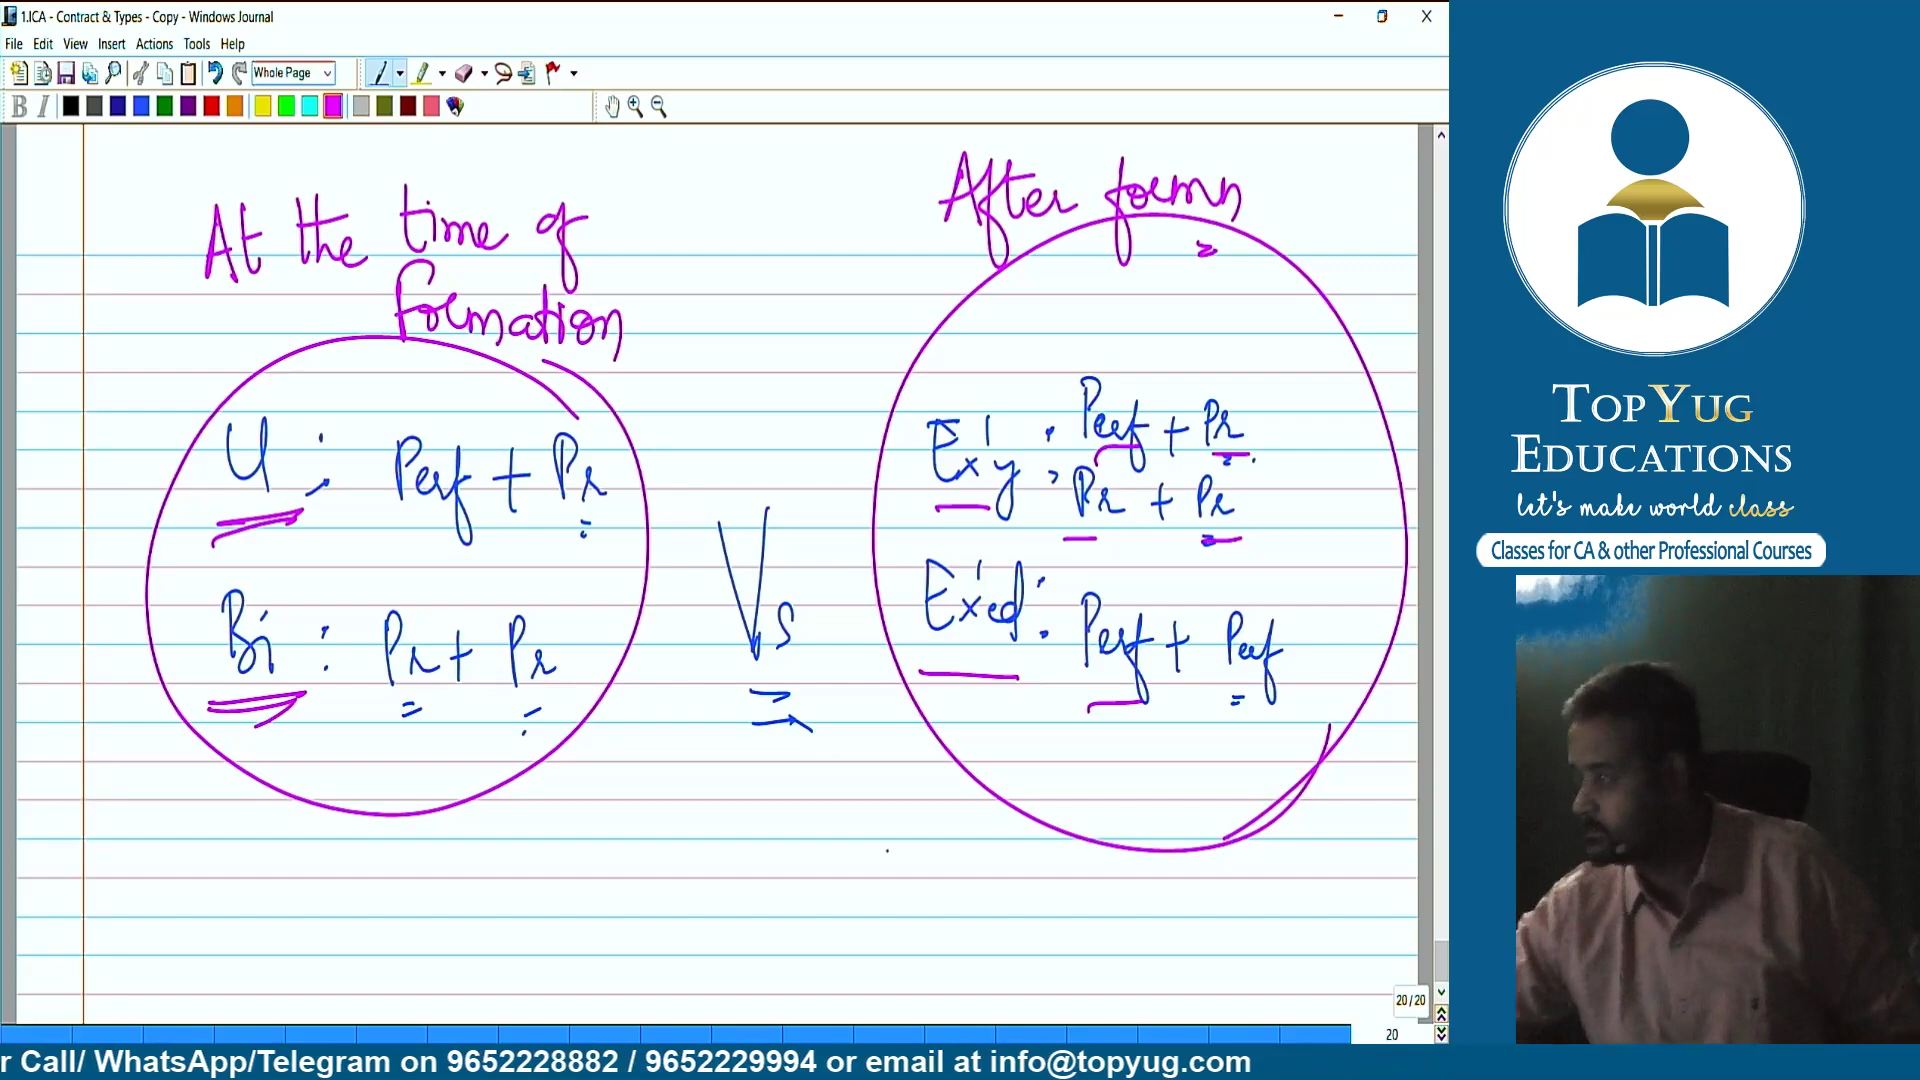 1.ICA - Contract & Types - Copy - Windows Journal
File Edit View Insert Actions Tools Help
Whole Page
B I
At the time of
formation
After formn
U : Perf + Pr
Bi : Pr + Pr
Vs
Ex'y : Perf + Pr
Pr + Pr
Ex'ed : Perf + Perf
20/20
20
TOPYUG
EDUCATIONS
let's make world class
Classes for CA & other Professional Courses
r Call/ WhatsApp/Telegram on 9652228882 / 9652229994 or email at info@topyug.com